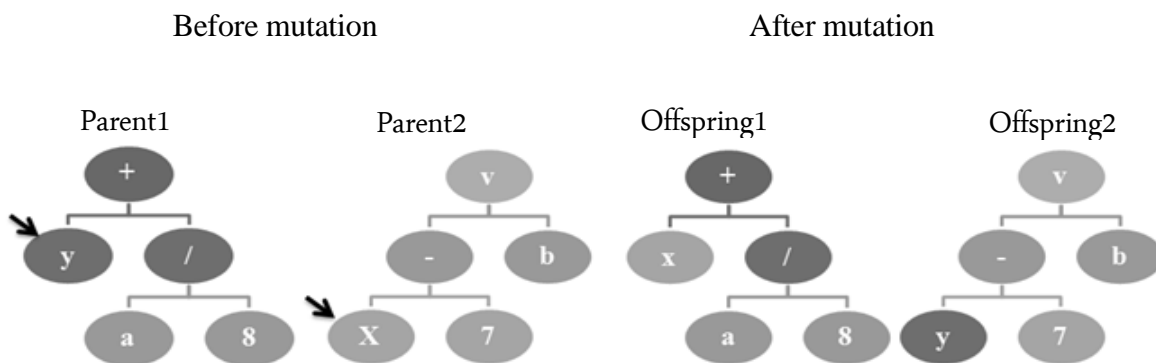 Before mutation After mutation
Parent1 Parent2 Offspring1 Offspring2
+ v + v
y / - b x / - b
a 8 X 7 a 8 y 7